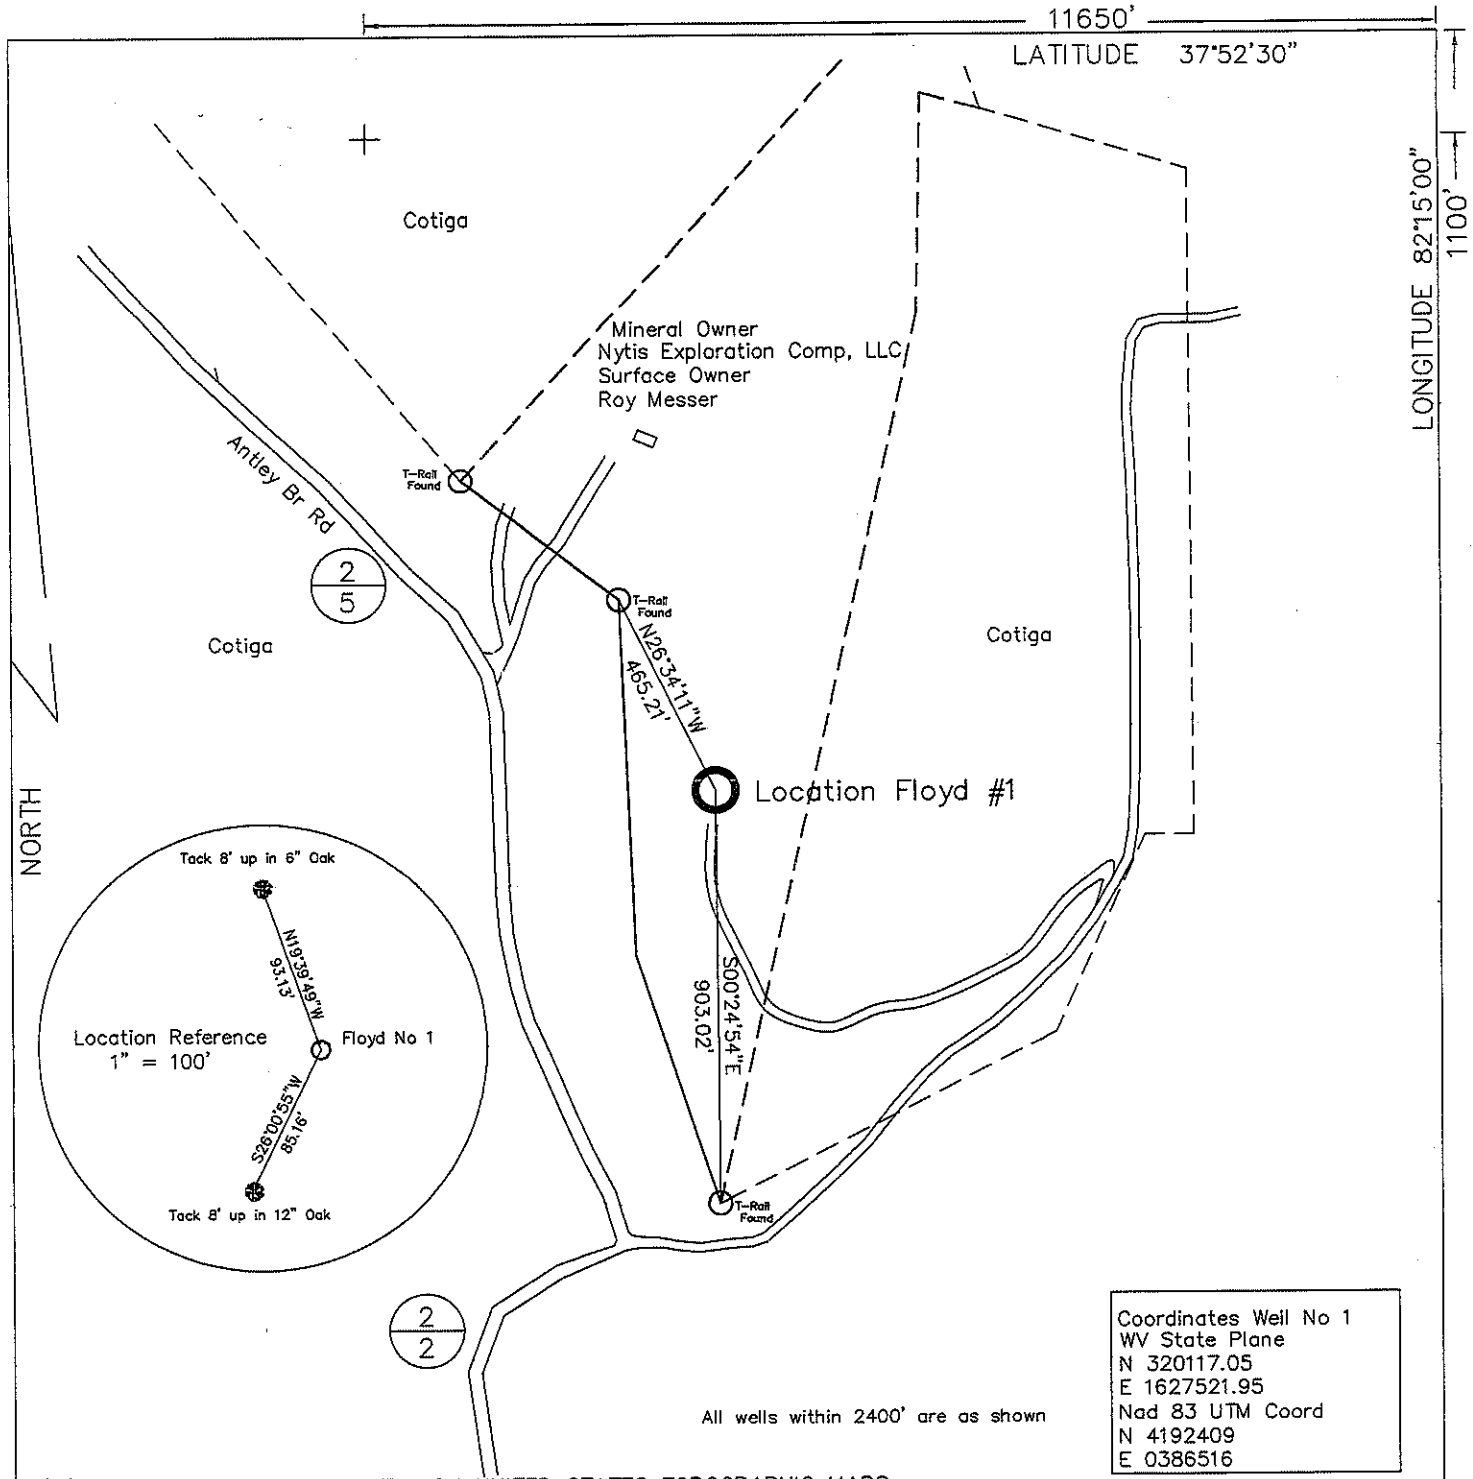 11650'
LATITUDE 37°52'30"
LONGITUDE 82°15'00"
1100'
Cotiga
Mineral Owner
Nytis Exploration Comp, LLC
Surface Owner
Roy Messer
Antley Br Rd
T-Rail
Found
2
5
T-Rail
Found
Cotiga
Cotiga
N26°34'11"W
465.21'
Location Floyd #1
NORTH
Tack 8' up in 6" Oak
N19°39'49"W
93.13'
Location Reference
1" = 100'
Floyd No 1
S26°00'55"W
85.16'
Tack 8' up in 12" Oak
S00°24'54"E
903.02'
T-Rail
Found
2
2
All wells within 2400' are as shown
Coordinates Well No 1
WV State Plane
N 320117.05
E 1627521.95
Nad 83 UTM Coord
N 4192409
E 0386516
UNITED STATES TOPOGRAPHIC MAPS